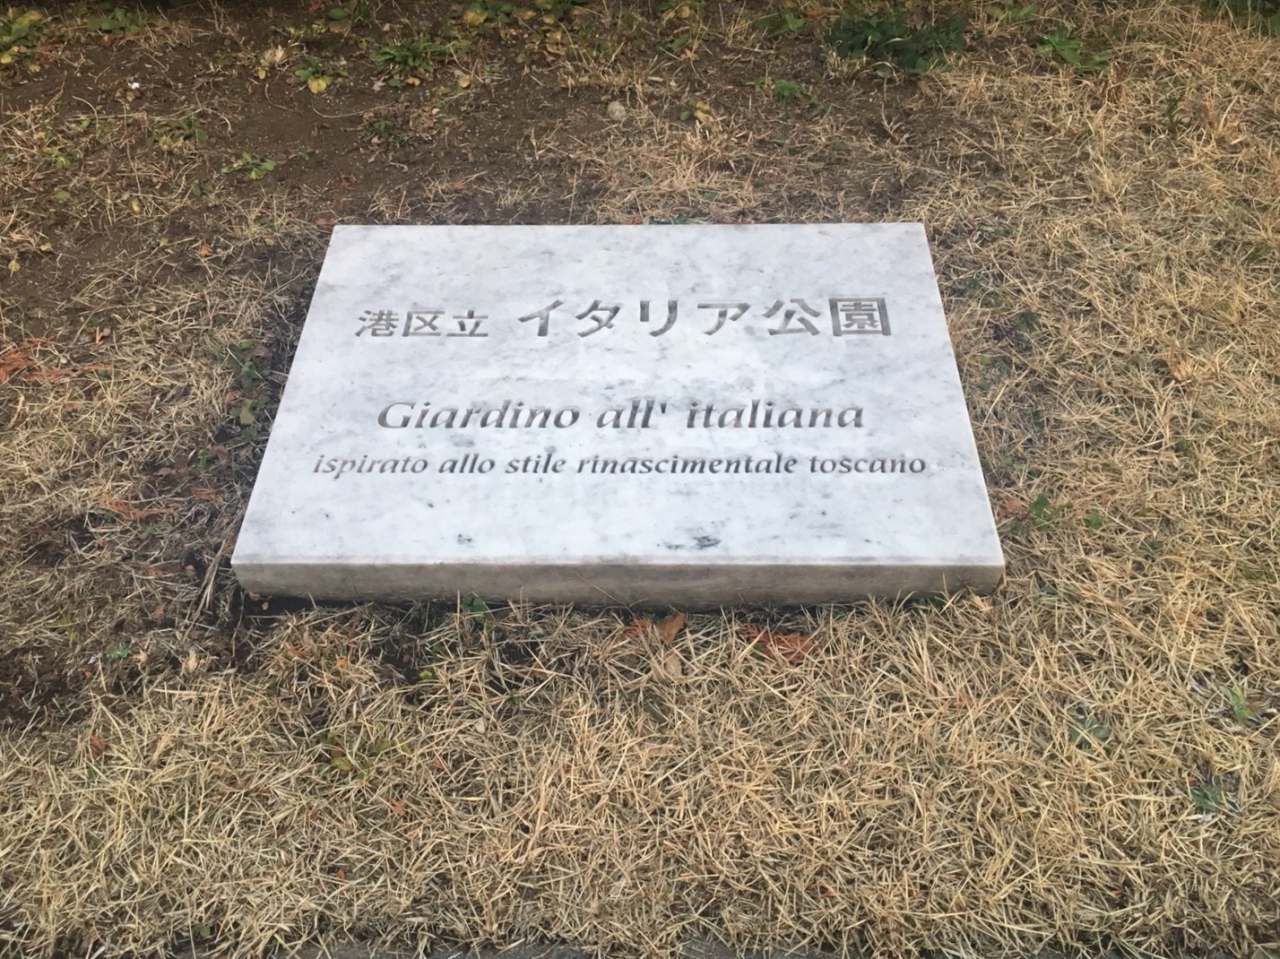 港区立 イタリア公園
Giardino all' italiana
ispirato allo stile rinascimentale toscano